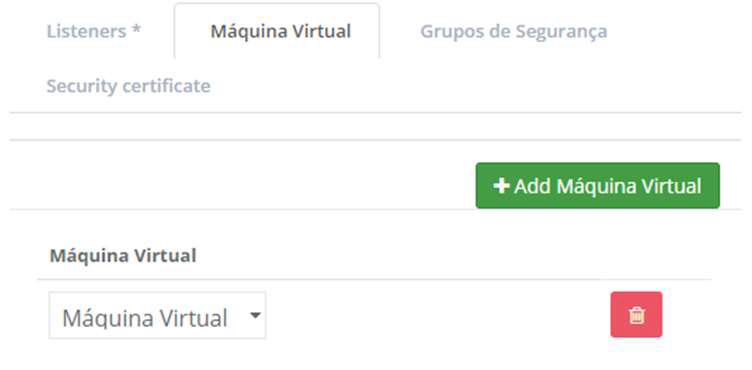 Listeners * Máquina Virtual Grupos de Segurança
Security certificate
+ Add Máquina Virtual
Máquina Virtual
Máquina Virtual